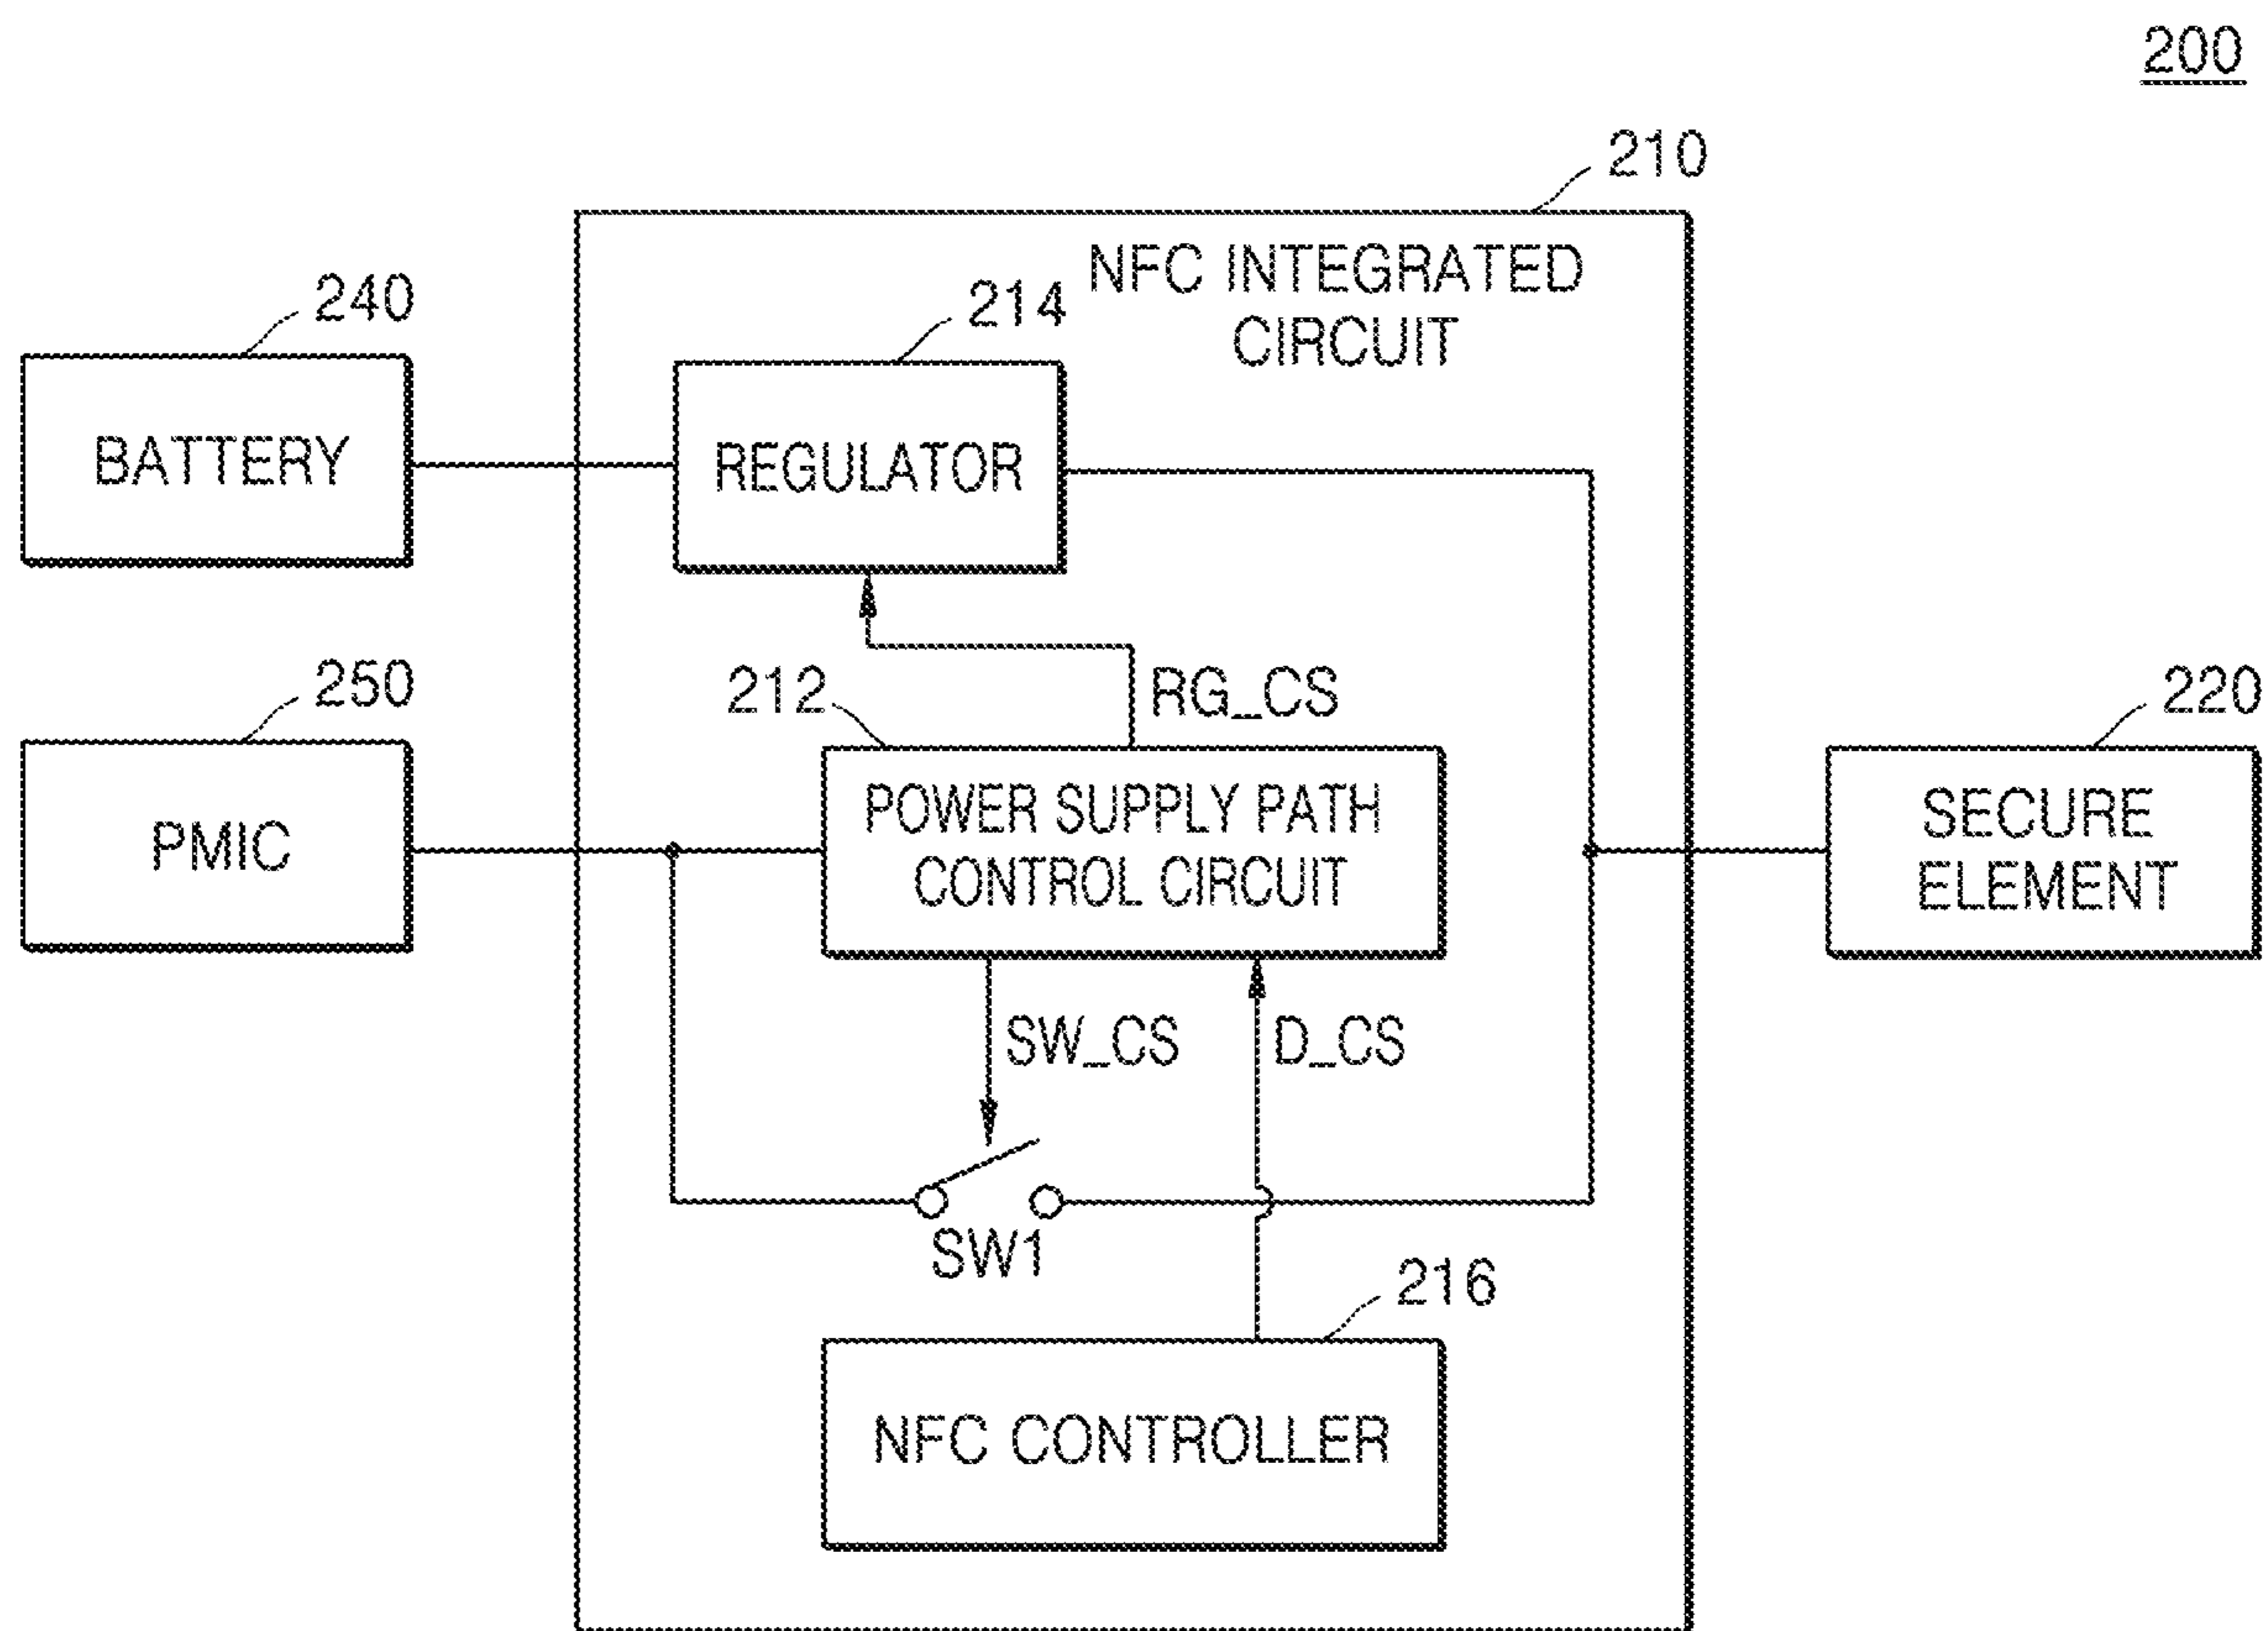 200
210
NFC INTEGRATED
CIRCUIT
240
214
BATTERY
REGULATOR
250
212
RG_CS
220
PMIC
POWER SUPPLY PATH
CONTROL CIRCUIT
SECURE
ELEMENT
SW_CS
D_CS
SW1
216
NFC CONTROLLER